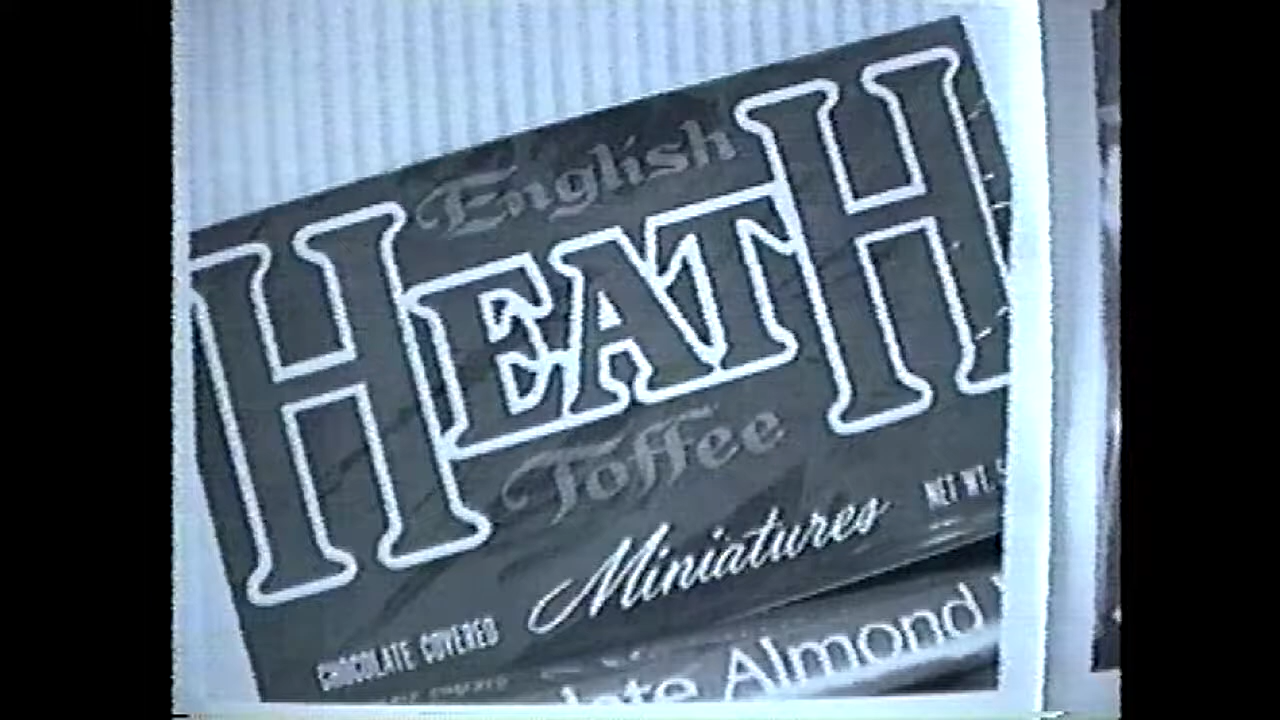 English
HEATH
Toffee
Miniatures
NET WT.
CHOCOLATE COVERED
Almond